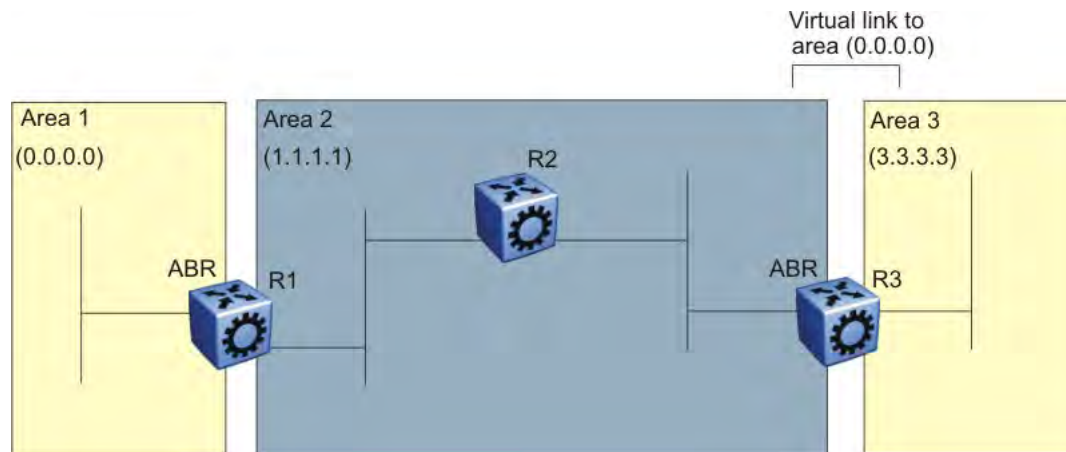 Virtual link to
area (0.0.0.0)
Area 1
(0.0.0.0)
Area 2
(1.1.1.1)
R2
Area 3
(3.3.3.3)
ABR
R1
ABR
R3